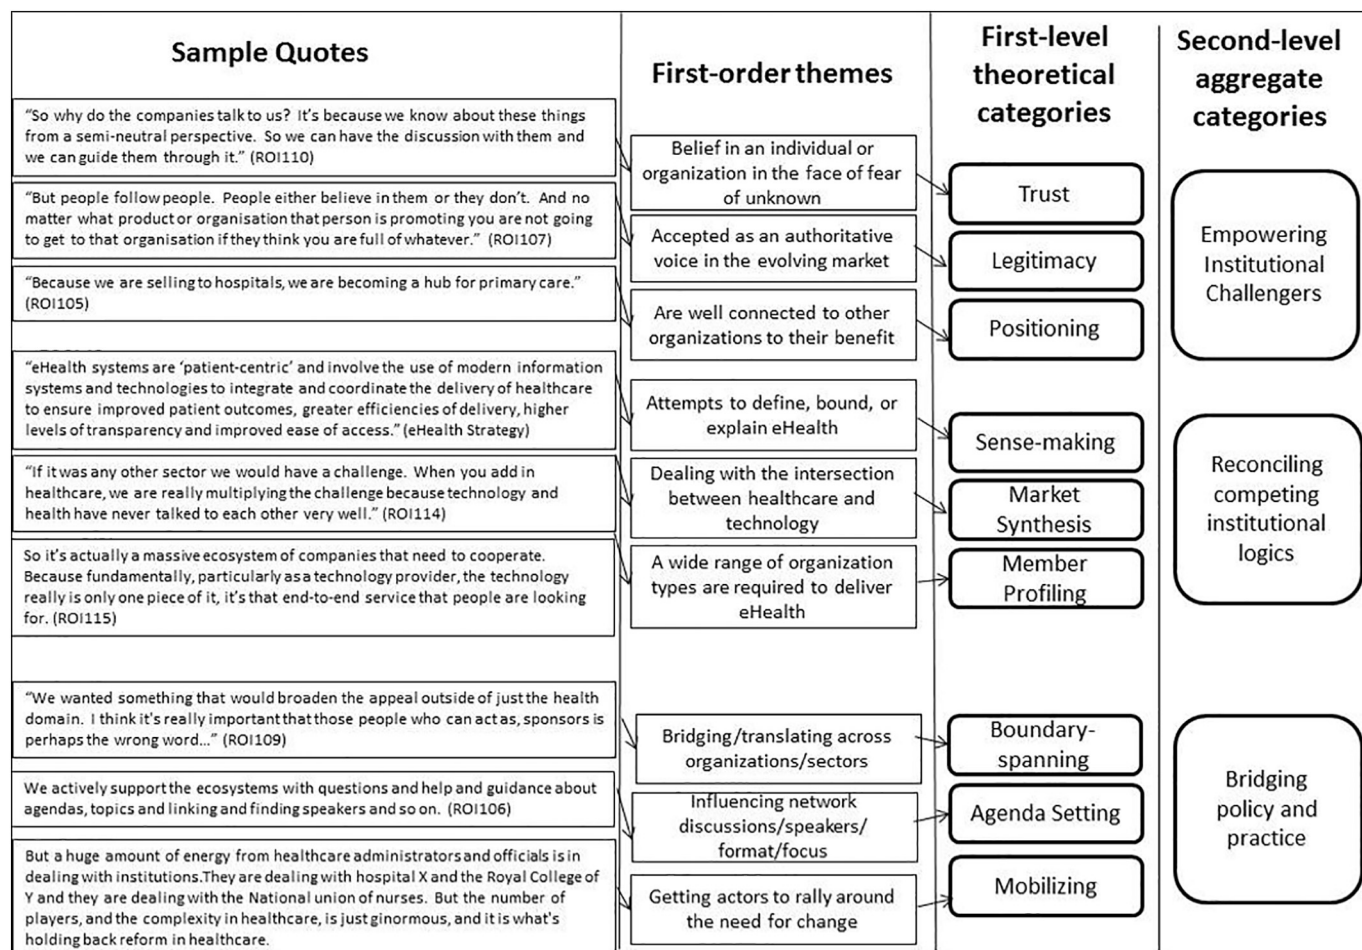 Sample Quotes
First-order themes
First-level
theoretical
categories
Second-level
aggregate
categories
“So why do the companies talk to us?  It’s because we know about these things
from a semi-neutral perspective.  So we can have the discussion with them and
we can guide them through it.” (ROI110)
“But people follow people.  People either believe in them or they don’t.  And no
matter what product or organisation that person is promoting you are not going
to get to that organisation if they think you are full of whatever.”  (ROI107)
“Because we are selling to hospitals, we are becoming a hub for primary care.”
(ROI105)
“eHealth systems are ‘patient-centric’ and involve the use of modern information
systems and technologies to integrate and coordinate the delivery of healthcare
to ensure improved patient outcomes, greater efficiencies of delivery, higher
levels of transparency and improved ease of access.” (eHealth Strategy)
“If it was any other sector we would have a challenge.  When you add in
healthcare, we are really multiplying the challenge because technology and
health have never talked to each other very well.” (ROI114)
So it’s actually a massive ecosystem of companies that need to cooperate.
Because fundamentally, particularly as a technology provider, the technology
really is only one piece of it, it’s that end-to-end service that people are looking
for. (ROI115)
“We wanted something that would broaden the appeal outside of just the health
domain.  I think it's really important that those people who can act as, sponsors is
perhaps the wrong word...” (ROI109)
We actively support the ecosystems with questions and help and guidance about
agendas, topics and linking and finding speakers and so on.  (ROI106)
But a huge amount of energy from healthcare administrators and officials is in
dealing with institutions.They are dealing with hospital X and the Royal College of
Y and they are dealing with the National union of nurses.  But the number of
players, and the complexity in healthcare, is just ginormous, and it is what's
holding back reform in healthcare.
Belief in an individual or
organization in the face of fear
of unknown
Accepted as an authoritative
voice in the evolving market
Are well connected to other
organizations to their benefit
Attempts to define, bound, or
explain eHealth
Dealing with the intersection
between healthcare and
technology
A wide range of organization
types are required to deliver
eHealth
Bridging/translating across
organizations/sectors
Influencing network
discussions/speakers/
format/focus
Getting actors to rally around
the need for change
Trust
Legitimacy
Positioning
Sense-making
Market
Synthesis
Member
Profiling
Boundary-
spanning
Agenda Setting
Mobilizing
Empowering
Institutional
Challengers
Reconciling
competing
institutional
logics
Bridging
policy and
practice